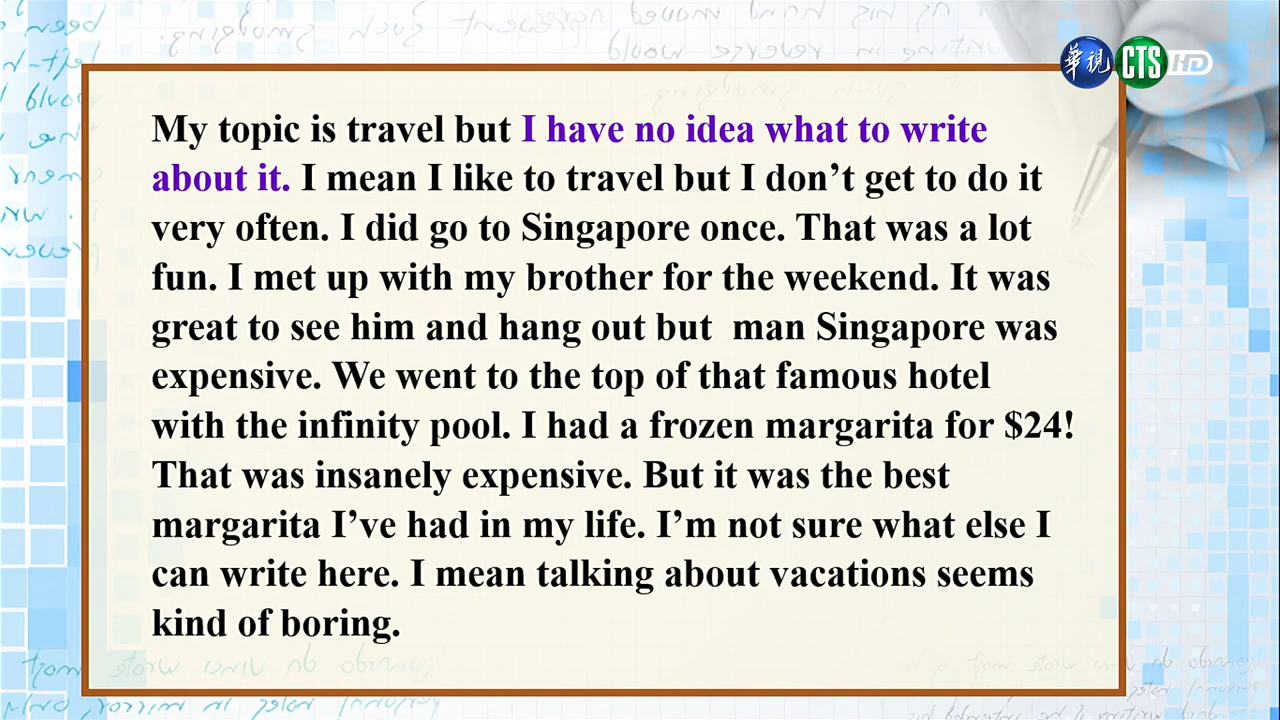 華視 CTS HD
My topic is travel but I have no idea what to write
about it. I mean I like to travel but I don’t get to do it
very often. I did go to Singapore once. That was a lot
fun. I met up with my brother for the weekend. It was
great to see him and hang out but  man Singapore was
expensive. We went to the top of that famous hotel
with the infinity pool. I had a frozen margarita for $24!
That was insanely expensive. But it was the best
margarita I’ve had in my life. I’m not sure what else I
can write here. I mean talking about vacations seems
kind of boring.